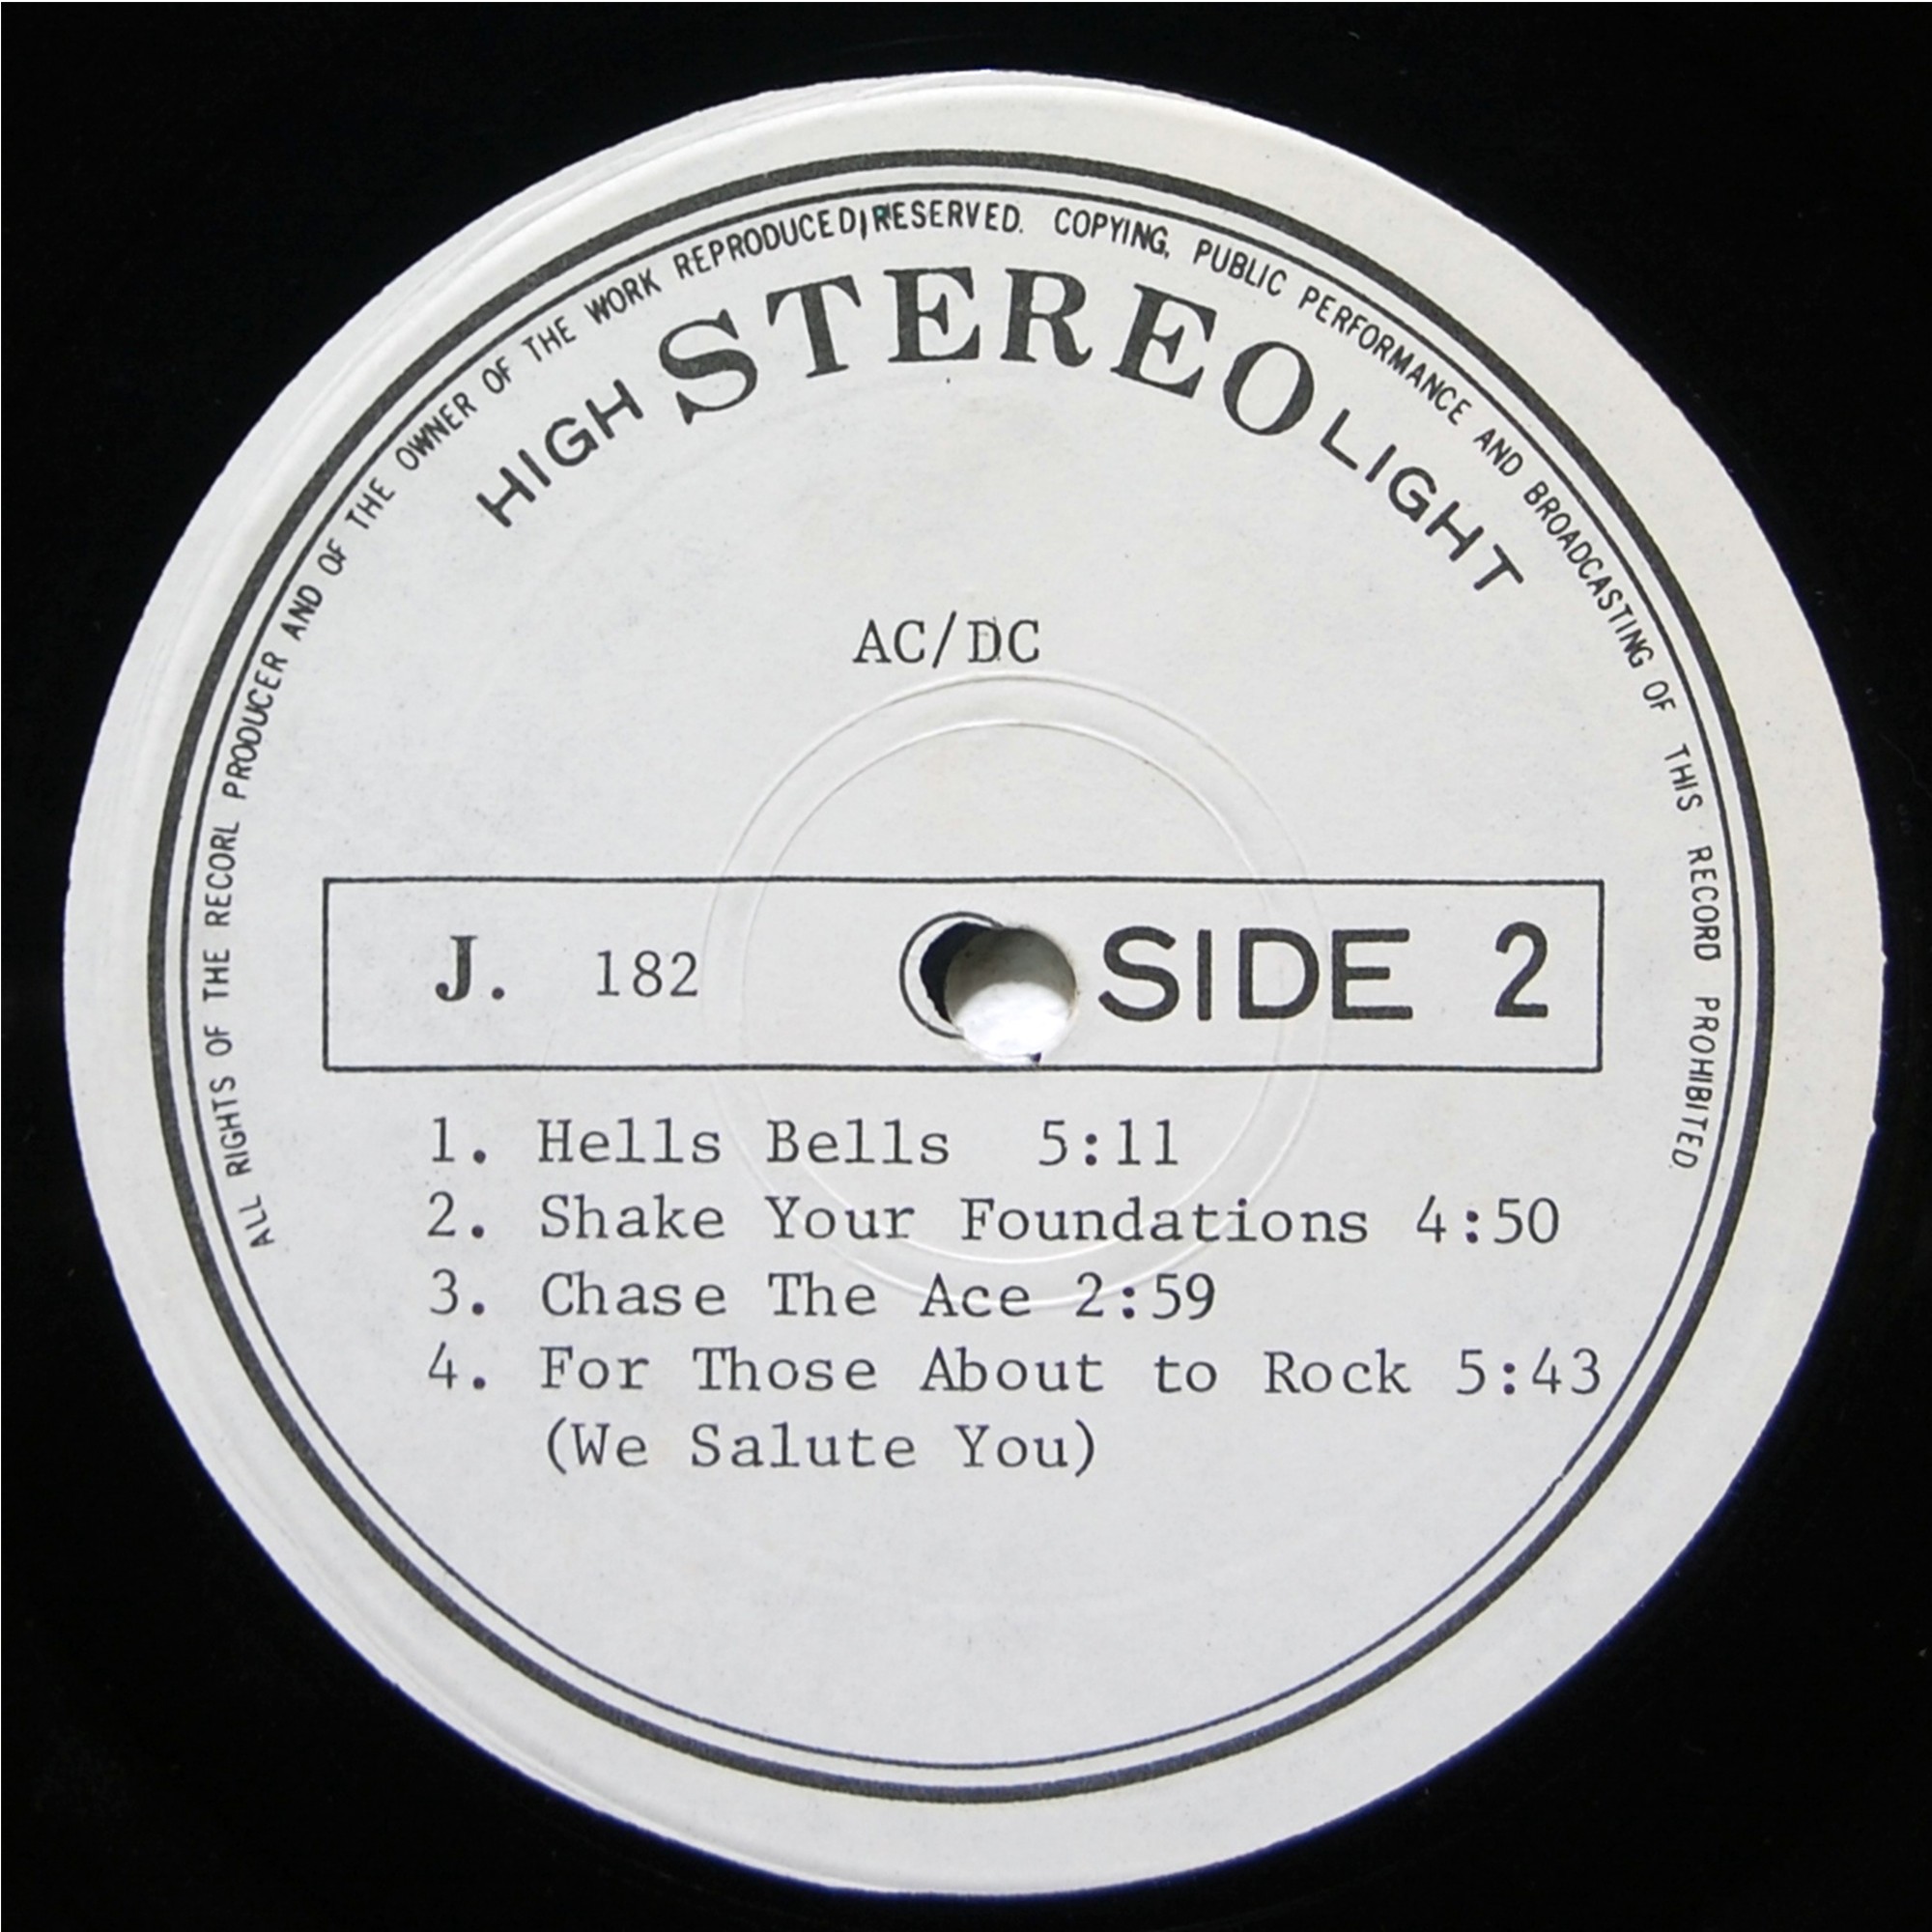 ALL RIGHTS OF THE RECORL PRODUCER AND OF THE OWNER OF THE WORK REPRODUCED RESERVED. COPYING, PUBLIC PERFORMANCE AND BROADCASTING OF THIS RECORD PROHIBITED.
HIGH STEREO LIGHT
AC/DC
J. 182 SIDE 2
1. Hells Bells 5:11
2. Shake Your Foundations 4:50
3. Chase The Ace 2:59
4. For Those About to Rock 5:43
(We Salute You)